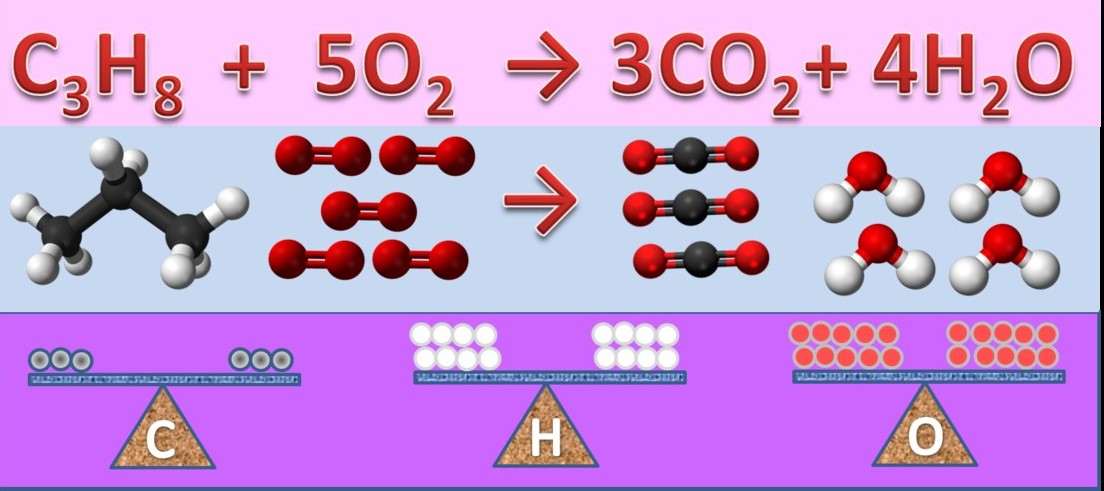 C₃H₈ + 5O₂ → 3CO₂ + 4H₂O
→
C H O